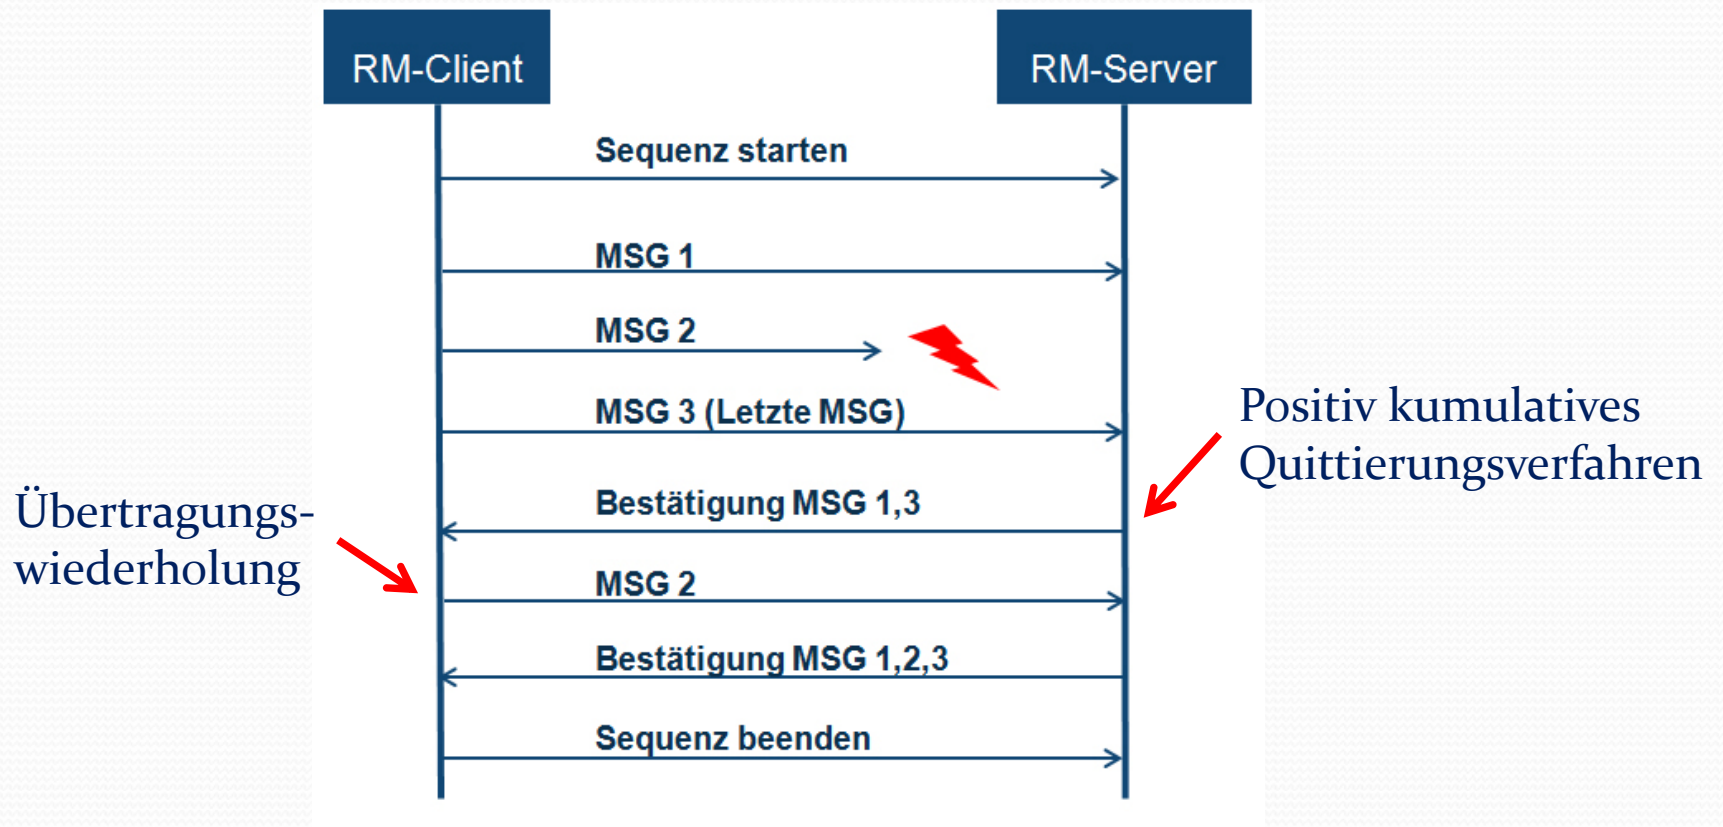 RM-Client
RM-Server
Sequenz starten
MSG 1
MSG 2
MSG 3 (Letzte MSG)
Positiv kumulatives
Quittierungsverfahren
Bestätigung MSG 1,3
Übertragungs-
wiederholung
MSG 2
Bestätigung MSG 1,2,3
Sequenz beenden